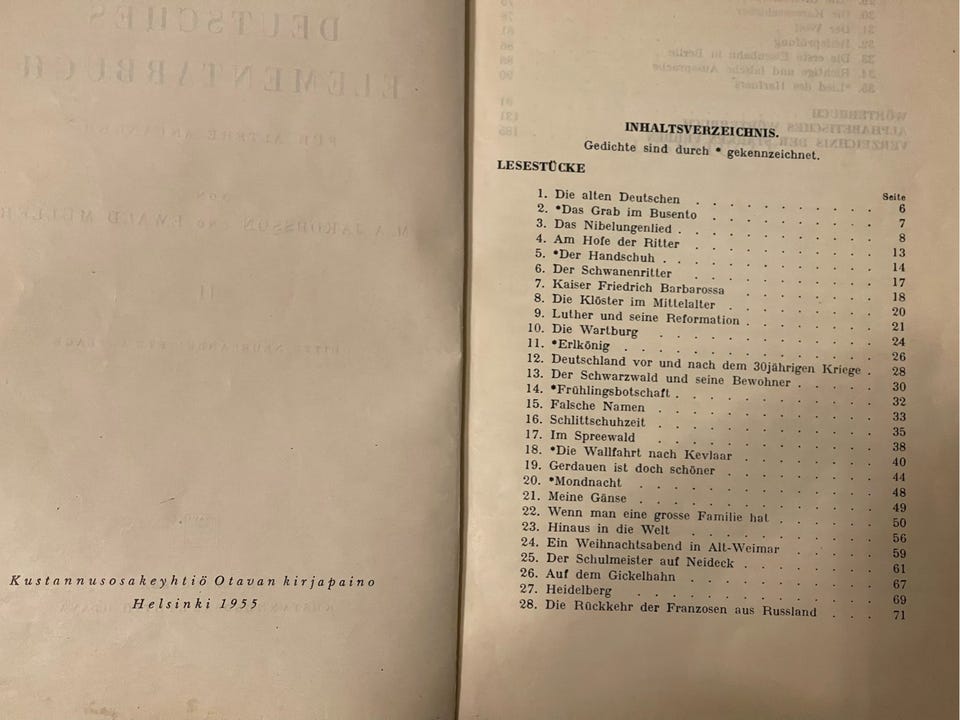 Kustannusosakeyhtiö Otavan kirjapaino
Helsinki 1955
INHALTSVERZEICHNIS.
Gedichte sind durch * gekennzeichnet.
LESESTÜCKE
Seite
1. Die alten Deutschen . . . . . . . . . . 6
2. *Das Grab im Busento . . . . . . . . . . 7
3. Das Nibelungenlied . . . . . . . . . . 8
4. Am Hofe der Ritter . . . . . . . . . . 13
5. *Der Handschuh . . . . . . . . . . 14
6. Der Schwanenritter . . . . . . . . . . 17
7. Kaiser Friedrich Barbarossa . . . . . . . . 18
8. Die Klöster im Mittelalter . . . . . . . . 20
9. Luther und seine Reformation . . . . . . . 21
10. Die Wartburg . . . . . . . . . . 24
11. *Erlkönig . . . . . . . . . . 26
12. Deutschland vor und nach dem 30jährigen Kriege . 28
13. Der Schwarzwald und seine Bewohner . . . . . 30
14. *Frühlingsbotschaft . . . . . . . . . . 32
15. Falsche Namen . . . . . . . . . . 33
16. Schlittschuhzeit . . . . . . . . . . 35
17. Im Spreewald . . . . . . . . . . 38
18. *Die Wallfahrt nach Kevlaar . . . . . . . . 40
19. Gerdauen ist doch schöner . . . . . . . . 44
20. *Mondnacht . . . . . . . . . . 48
21. Meine Gänse . . . . . . . . . . 49
22. Wenn man eine grosse Familie hat . . . . . . 50
23. Hinaus in die Welt . . . . . . . . . . 56
24. Ein Weihnachtsabend in Alt-Weimar . . . . . . 59
25. Der Schulmeister auf Neideck . . . . . . . . 61
26. Auf dem Gickelhahn . . . . . . . . . . 67
27. Heidelberg . . . . . . . . . . 69
28. Die Rückkehr der Franzosen aus Russland . . . . 71